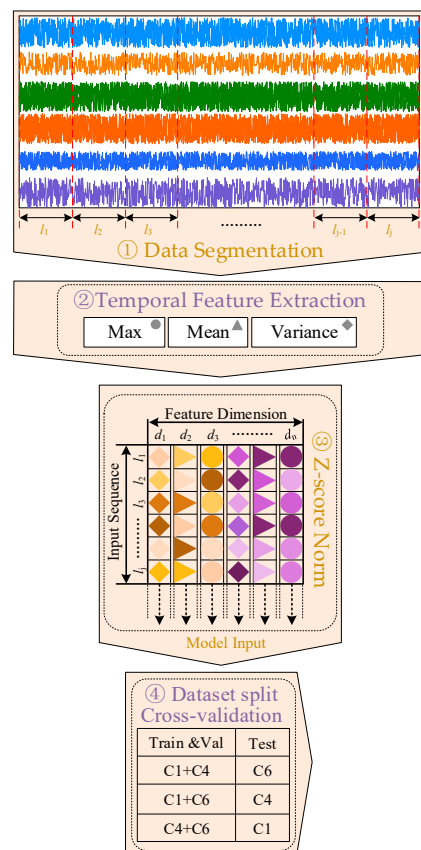 l1 l2 l3 ......... lj-1 lj
① Data Segmentation
②Temporal Feature Extraction
Max Mean Variance
Feature Dimension
d1 d2 d3 ......... dn
Input Sequence
l1
l2
l3
......
lj
③ Z-score Norm
Model Input
④ Dataset split
Cross-validation
Train &Val Test
C1+C4 C6
C1+C6 C4
C4+C6 C1